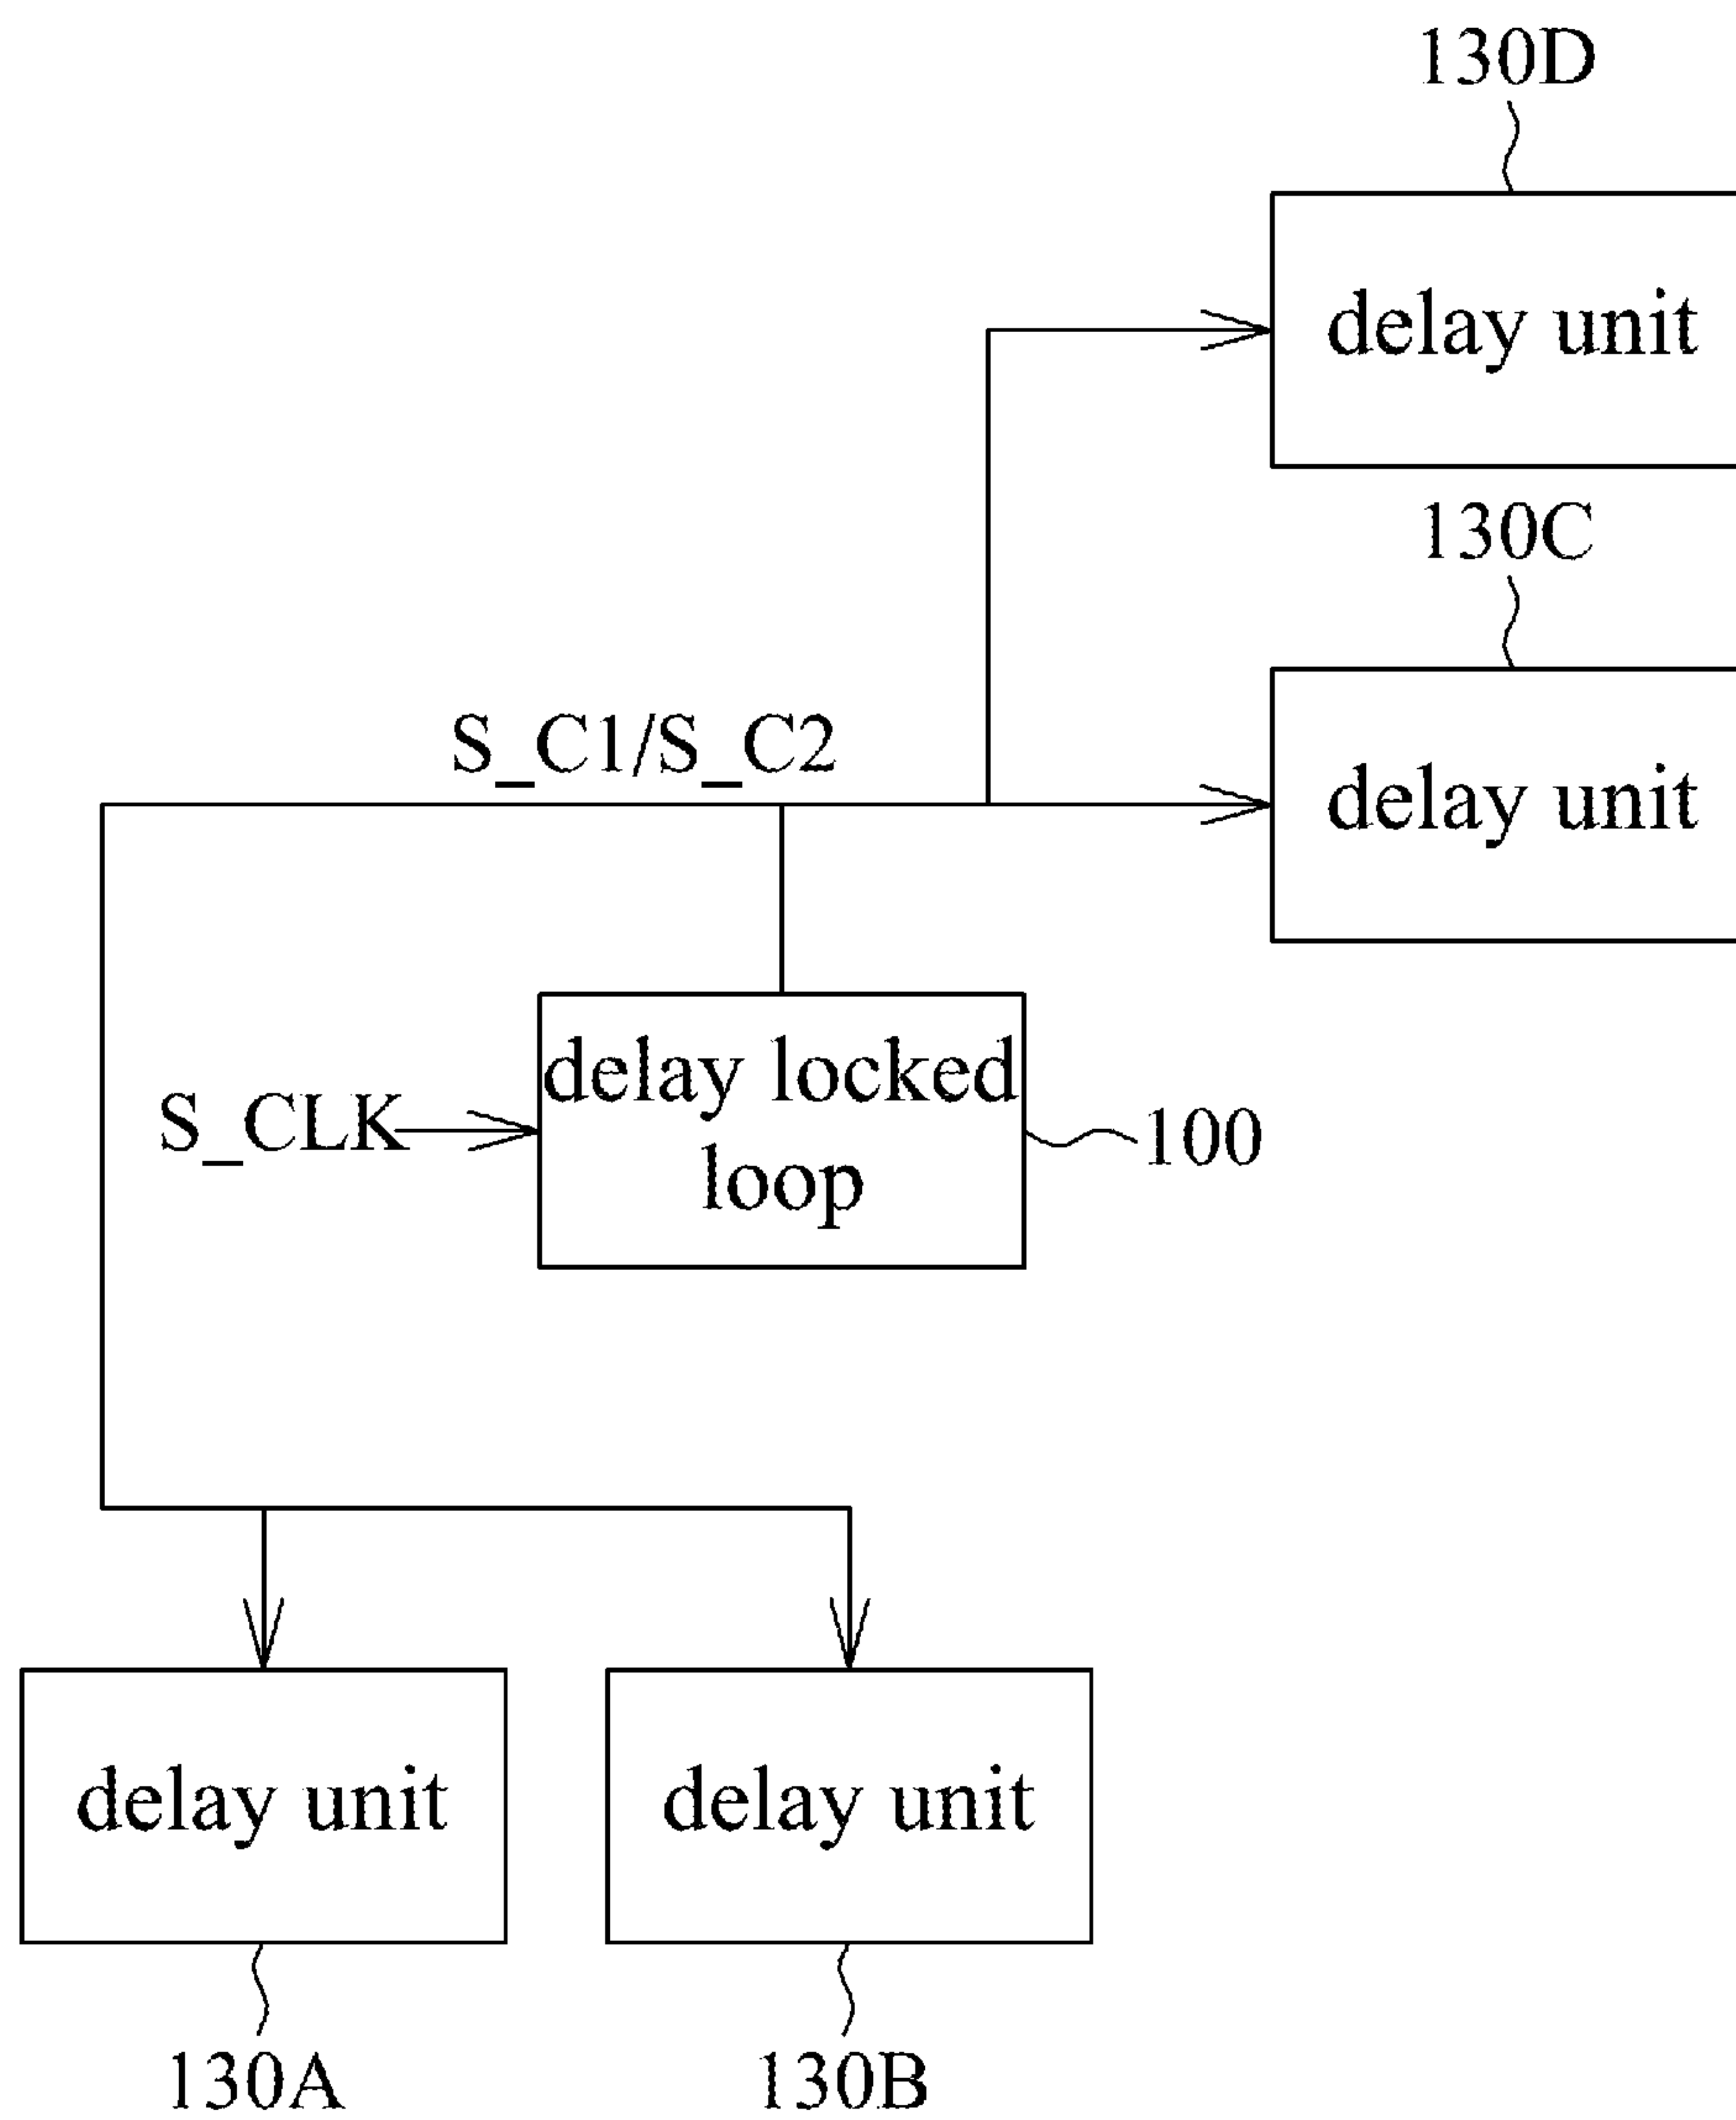 130D
delay unit
130C
delay unit
S_C1/S_C2
delay locked
loop
S_CLK
100
delay unit
delay unit
130A
130B